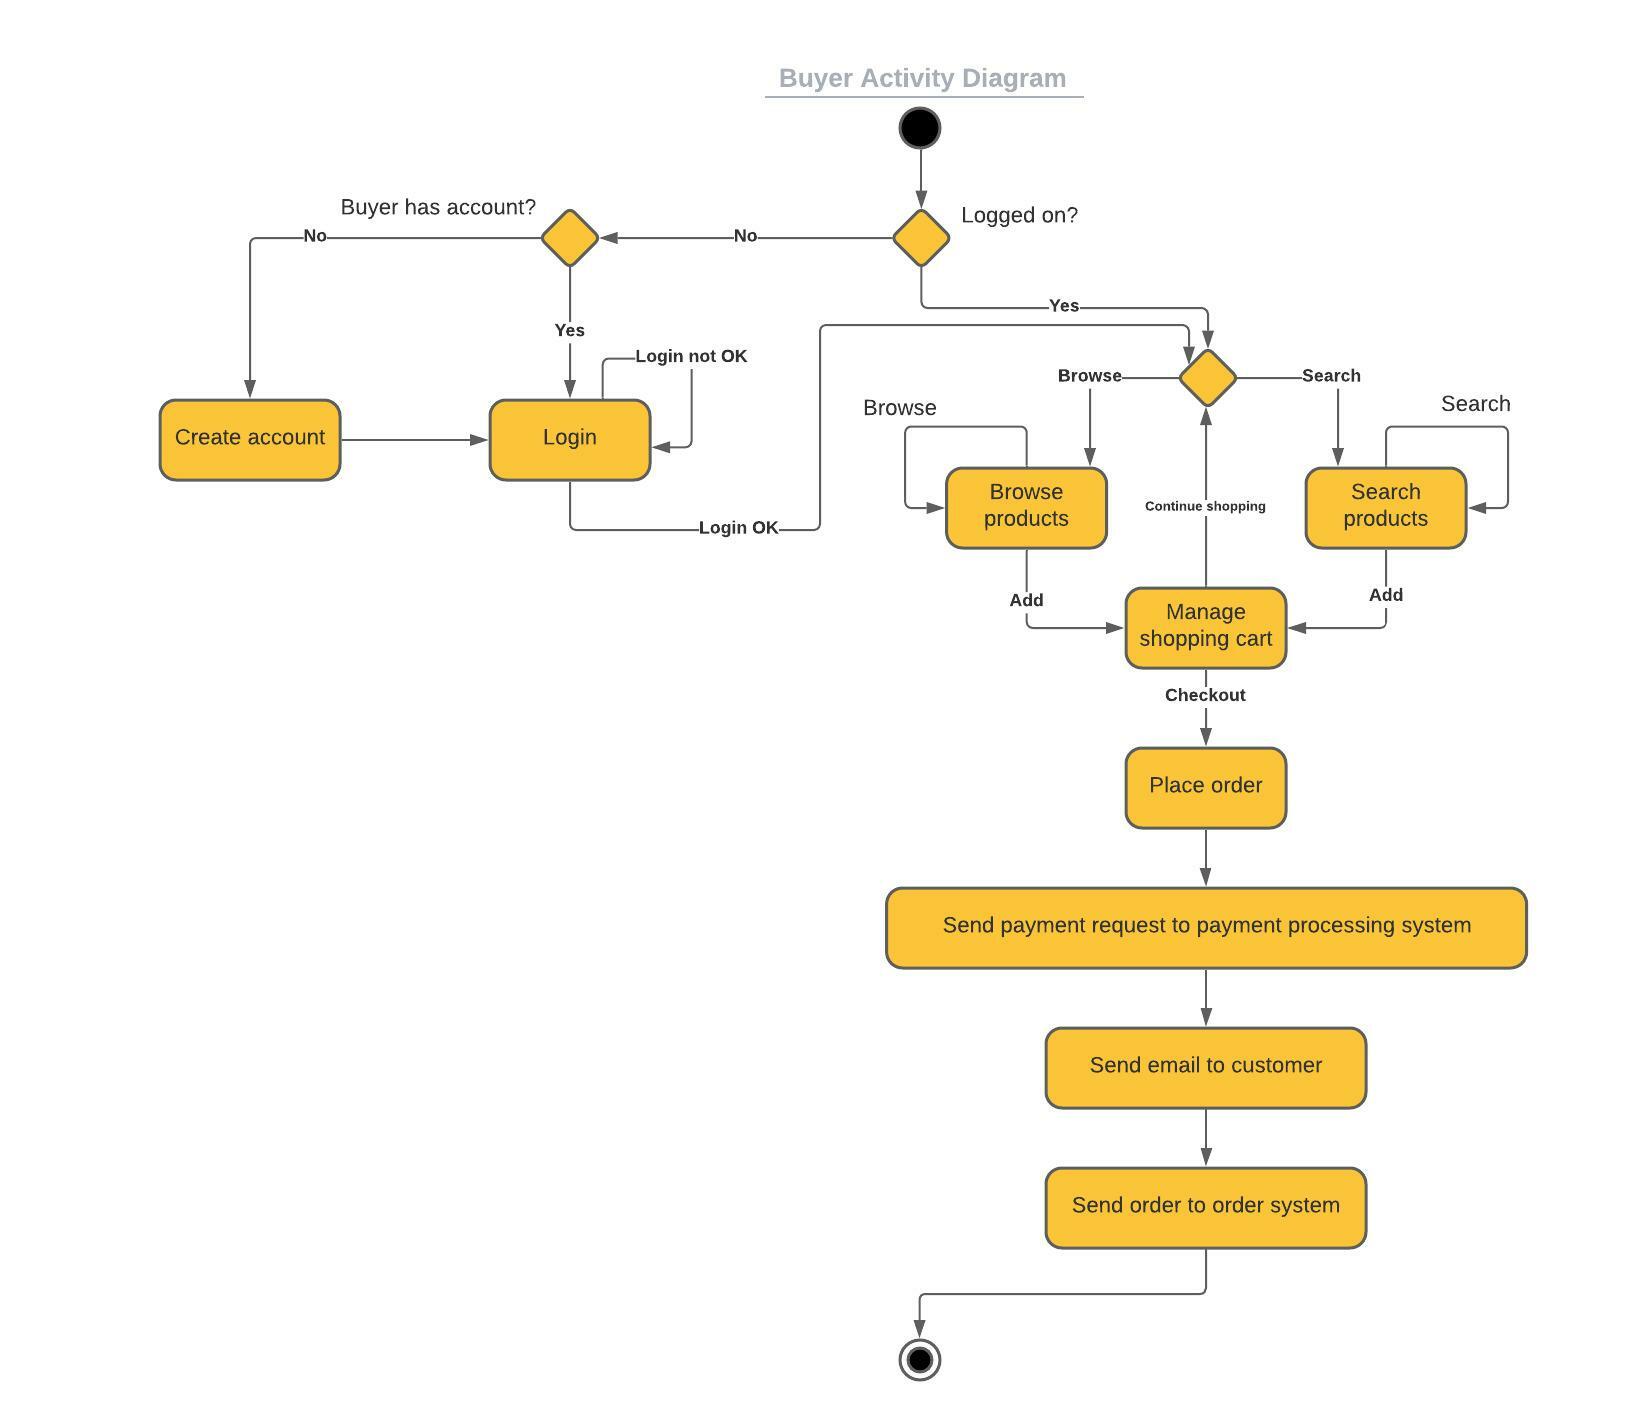 Buyer Activity Diagram
Buyer has account?
Logged on?
No
No
Yes
Yes
Login not OK
Browse
Search
Browse
Search
Create account
Login
Browse
products
Continue shopping
Search
products
Login OK
Add
Add
Manage
shopping cart
Checkout
Place order
Send payment request to payment processing system
Send email to customer
Send order to order system